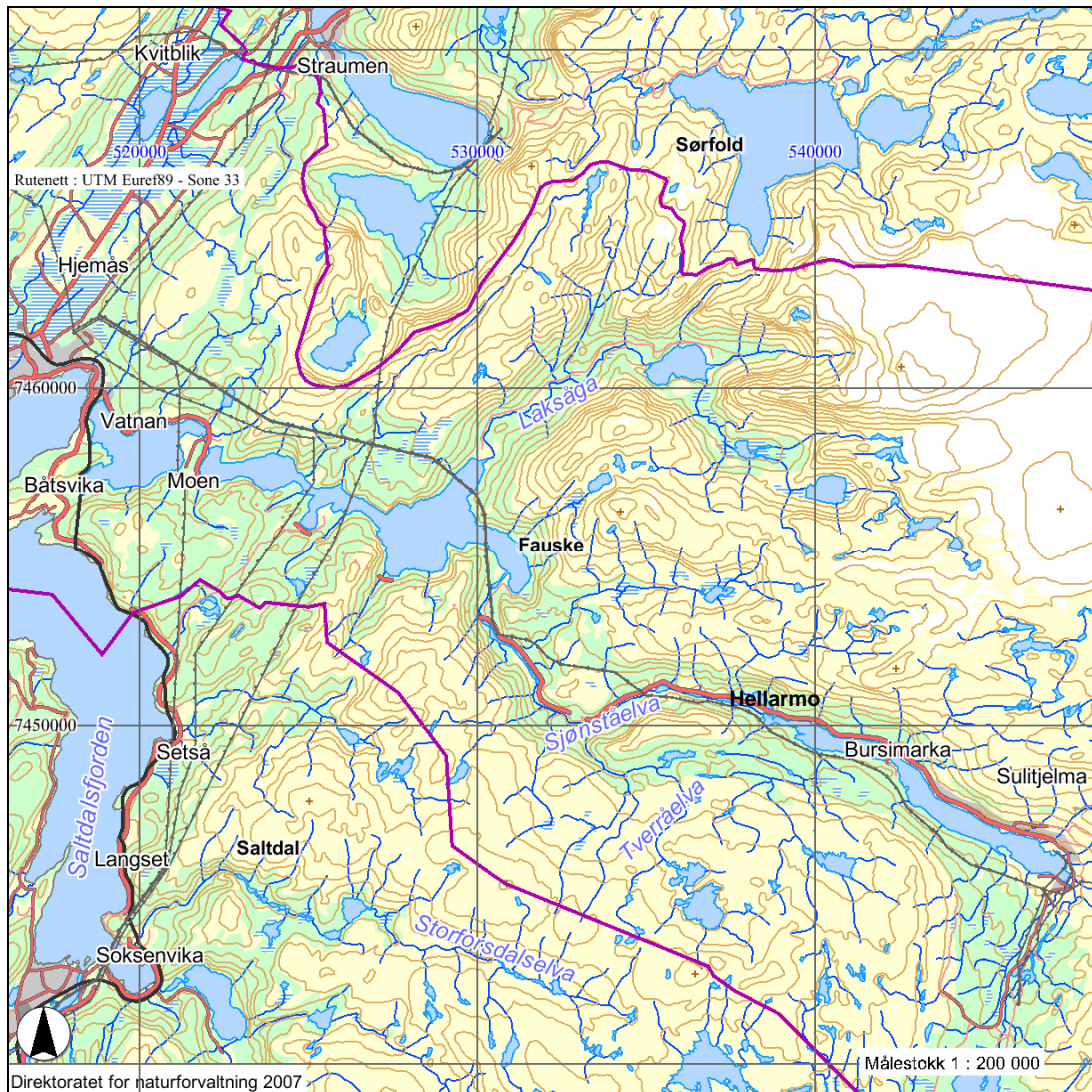 Kvitblik
Straumen
Sørfold
520000
530000
540000
Rutenett : UTM Euref89 - Sone 33
Hjemås
7460000
Laksåga
Vatnan
Båtsvika
Moen
Fauske
Hellarmo
Sjønståelva
7450000
Setså
Bursimarka
Sulitjelma
Saltdalsfjorden
Tverråelva
Saltdal
Langset
Storforsdalselva
Soksenvika
Målestokk 1 : 200 000
Direktoratet for naturforvaltning 2007